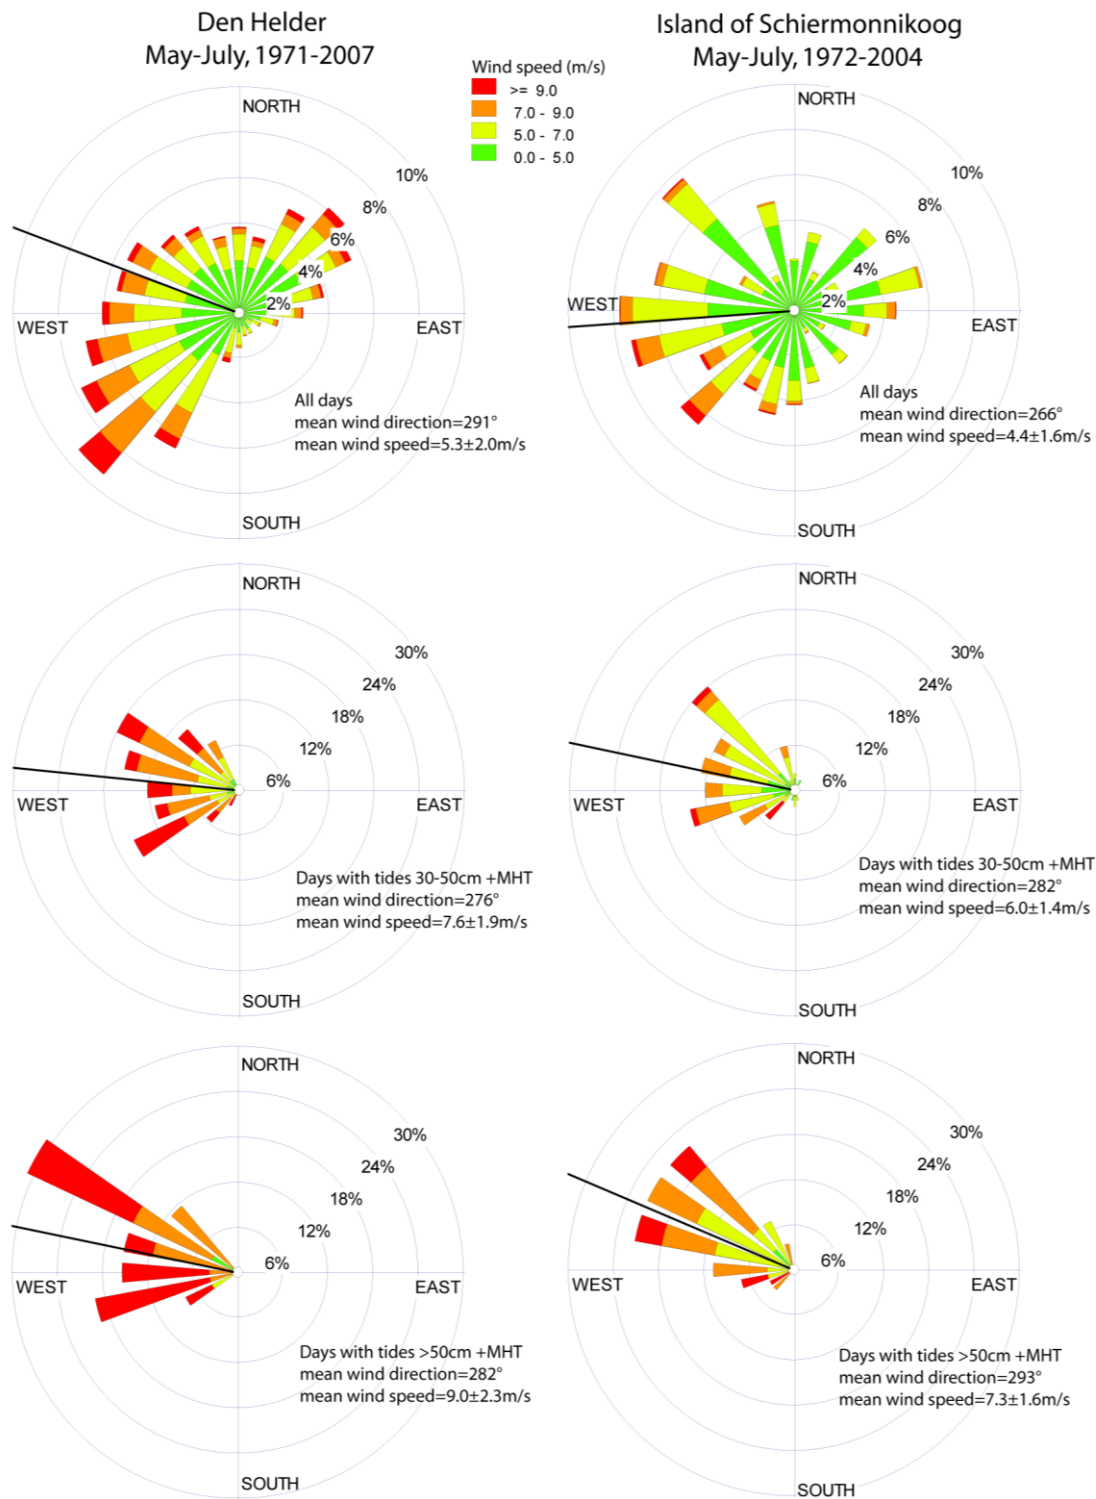 Den Helder
May-July, 1971-2007
Island of Schiermonnikoog
May-July, 1972-2004
Wind speed (m/s)
>= 9.0
7.0 - 9.0
5.0 - 7.0
0.0 - 5.0
NORTH
10%
8%
6%
4%
2%
WEST
EAST
All days
mean wind direction=291°
mean wind speed=5.3±2.0m/s
SOUTH
NORTH
10%
8%
6%
4%
2%
WEST
EAST
All days
mean wind direction=266°
mean wind speed=4.4±1.6m/s
SOUTH
NORTH
30%
24%
18%
12%
6%
WEST
EAST
Days with tides 30-50cm +MHT
mean wind direction=276°
mean wind speed=7.6±1.9m/s
SOUTH
NORTH
30%
24%
18%
12%
6%
WEST
EAST
Days with tides 30-50cm +MHT
mean wind direction=282°
mean wind speed=6.0±1.4m/s
SOUTH
NORTH
30%
24%
18%
12%
6%
WEST
EAST
Days with tides >50cm +MHT
mean wind direction=282°
mean wind speed=9.0±2.3m/s
SOUTH
NORTH
30%
24%
18%
12%
6%
WEST
EAST
Days with tides >50cm +MHT
mean wind direction=293°
mean wind speed=7.3±1.6m/s
SOUTH